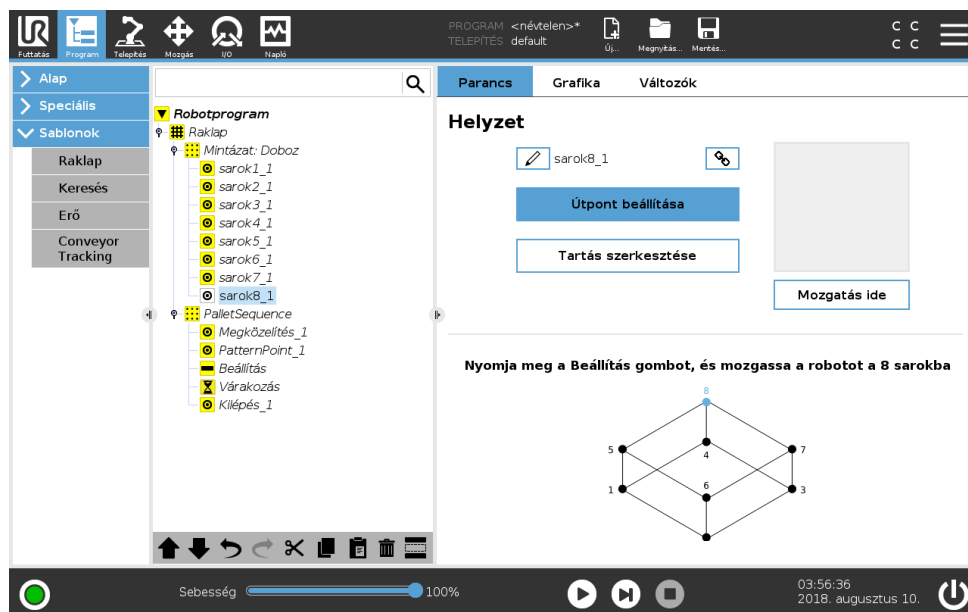 UR
Futtatás Program Telepítés Mozgás I/O Napló
PROGRAM <névtelen>*
TELEPÍTÉS default
Új... Megnyitás... Mentés...
C C
C C
Alap
Speciális
Sablonok
Raklap
Keresés
Erő
Conveyor
Tracking
Robotprogram
Raklap
Mintázat: Doboz
sarok1_1
sarok2_1
sarok3_1
sarok4_1
sarok5_1
sarok6_1
sarok7_1
sarok8_1
PalletSequence
Megközelítés_1
PatternPoint_1
Beállítás
Várakozás
Kilépés_1
Parancs Grafika Változók
Helyzet
sarok8_1
Útpont beállítása
Tartás szerkesztése
Mozgatás ide
Nyomja meg a Beállítás gombot, és mozgassa a robotot a 8 sarokba
8
5 7
4
6
1 3
Sebesség 100%
03:56:36
2018. augusztus 10.